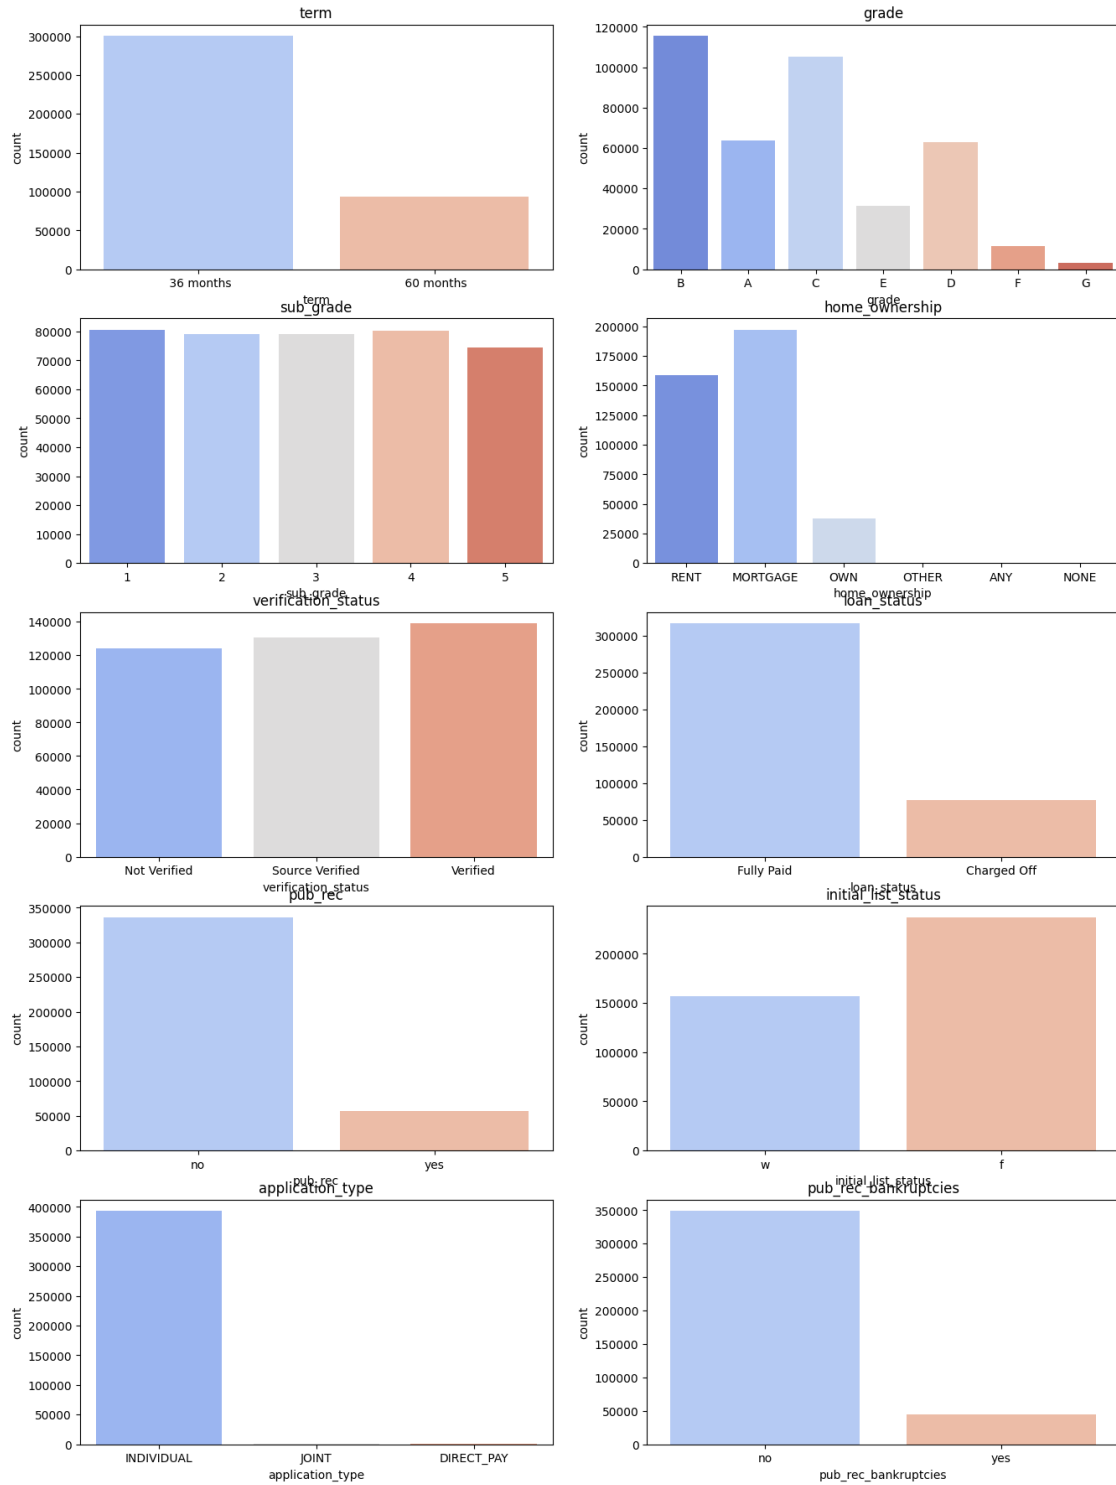 term
300000
250000
200000
150000
100000
50000
0
count
36 months 60 months
term
grade
120000
100000
80000
60000
40000
20000
0
count
B A C E D F G
grade
sub_grade
80000
70000
60000
50000
40000
30000
20000
10000
0
count
1 2 3 4 5
sub_grade
home_ownership
200000
175000
150000
125000
100000
75000
50000
25000
0
count
RENT MORTGAGE OWN OTHER ANY NONE
home_ownership
verification_status
140000
120000
100000
80000
60000
40000
20000
0
count
Not Verified Source Verified Verified
verification_status
loan_status
300000
250000
200000
150000
100000
50000
0
count
Fully Paid Charged Off
loan_status
pub_rec
350000
300000
250000
200000
150000
100000
50000
0
count
no yes
pub_rec
initial_list_status
200000
150000
100000
50000
0
count
w f
initial_list_status
application_type
400000
350000
300000
250000
200000
150000
100000
50000
0
count
INDIVIDUAL JOINT DIRECT_PAY
application_type
pub_rec_bankruptcies
350000
300000
250000
200000
150000
100000
50000
0
count
no yes
pub_rec_bankruptcies